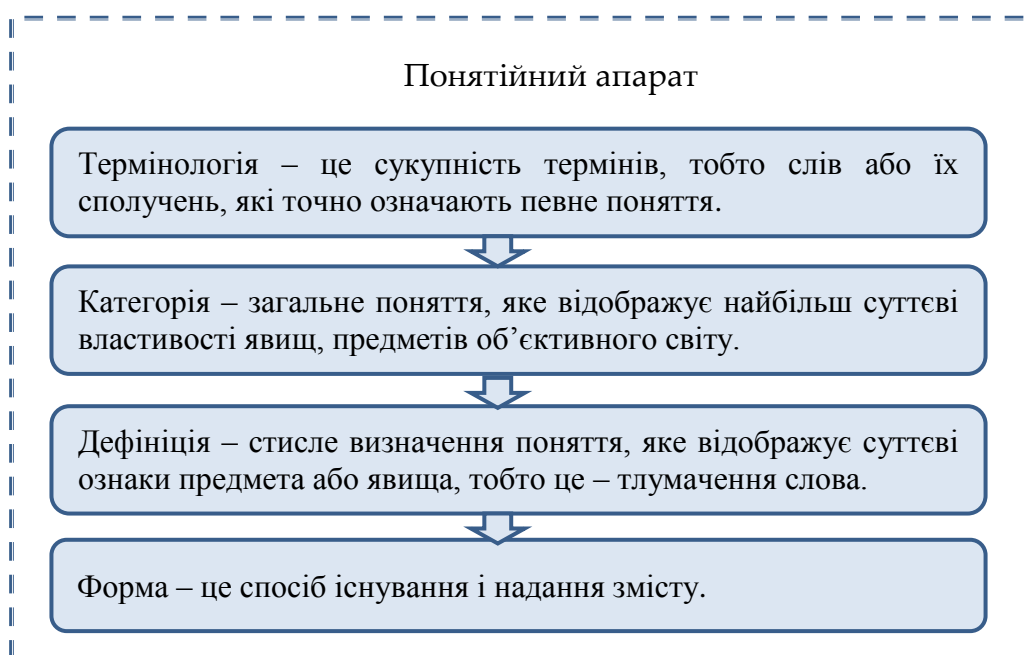 Понятійний апарат
Термінологія – це сукупність термінів, тобто слів або їх
сполучень, які точно означають певне поняття.
Категорія – загальне поняття, яке відображує найбільш суттєві
властивості явищ, предметів об’єктивного світу.
Дефініція – стисле визначення поняття, яке відображує суттєві
ознаки предмета або явища, тобто це – тлумачення слова.
Форма – це спосіб існування і надання змісту.